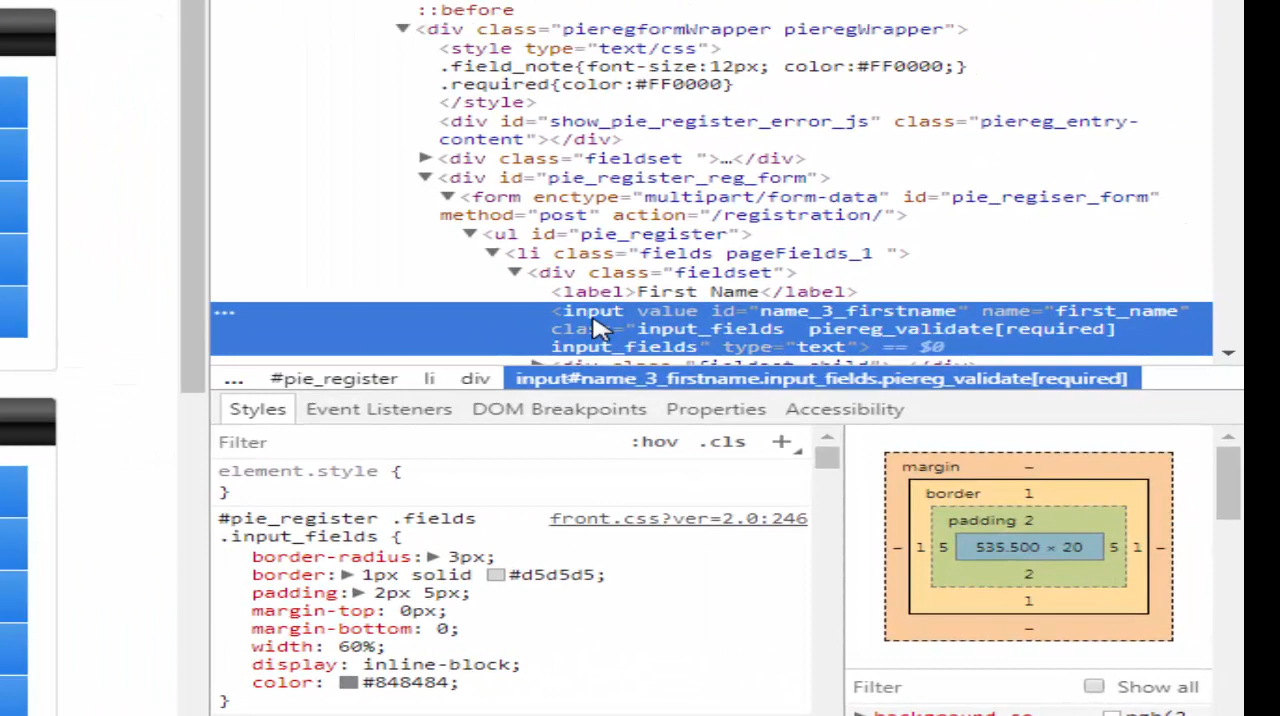 ::before
▼<div class="pieregformWrapper pieregWrapper">
<style type="text/css">
.field_note{font-size:12px; color:#FF0000;}
.required{color:#FF0000}
</style>
<div id="show_pie_register_error_js" class="piereg_entry-
content"></div>
▶<div class="fieldset ">…</div>
▼<div id="pie_register_reg_form">
▼<form enctype="multipart/form-data" id="pie_regiser_form"
method="post" action="/registration/">
▼<ul id="pie_register">
▼<li class="fields pageFields_1 ">
▼<div class="fieldset">
<label>First Name</label>
... <input value id="name_3_firstname" name="first_name"
class="input_fields piereg_validate[required]
input_fields" type="text"> == $0
... #pie_register li div input#name_3_firstname.input_fields.piereg_validate[required]
Styles Event Listeners DOM Breakpoints Properties Accessibility
Filter :hov .cls +
element.style {
}
#pie_register .fields front.css?ver=2.0:246
.input_fields {
border-radius:▶ 3px;
border:▶ 1px solid #d5d5d5;
padding:▶ 2px 5px;
margin-top: 0px;
margin-bottom: 0;
width: 60%;
display: inline-block;
color: #848484;
}
margin –
border 1
padding 2
– 1 5 535.500 × 20 5 1 –
2
1
–
Filter Show all